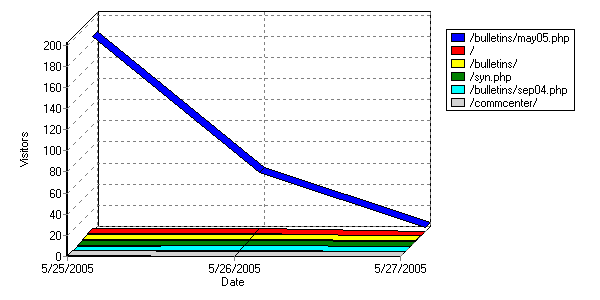 200
180
160
140
120
100
80
60
40
20
0
Visitors
5/25/2005
5/26/2005
5/27/2005
Date
/bulletins/may05.php
/
/bulletins/
/syn.php
/bulletins/sep04.php
/commcenter/